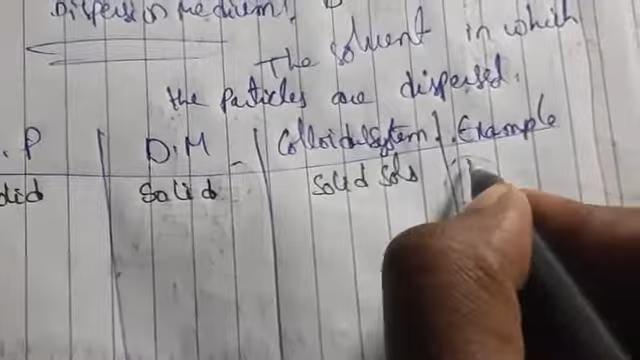 Dispersion Medium:
The solvent in which
the particles are dispersed.
. P | D.M | Colloidal System | Example
Solid Solid sols